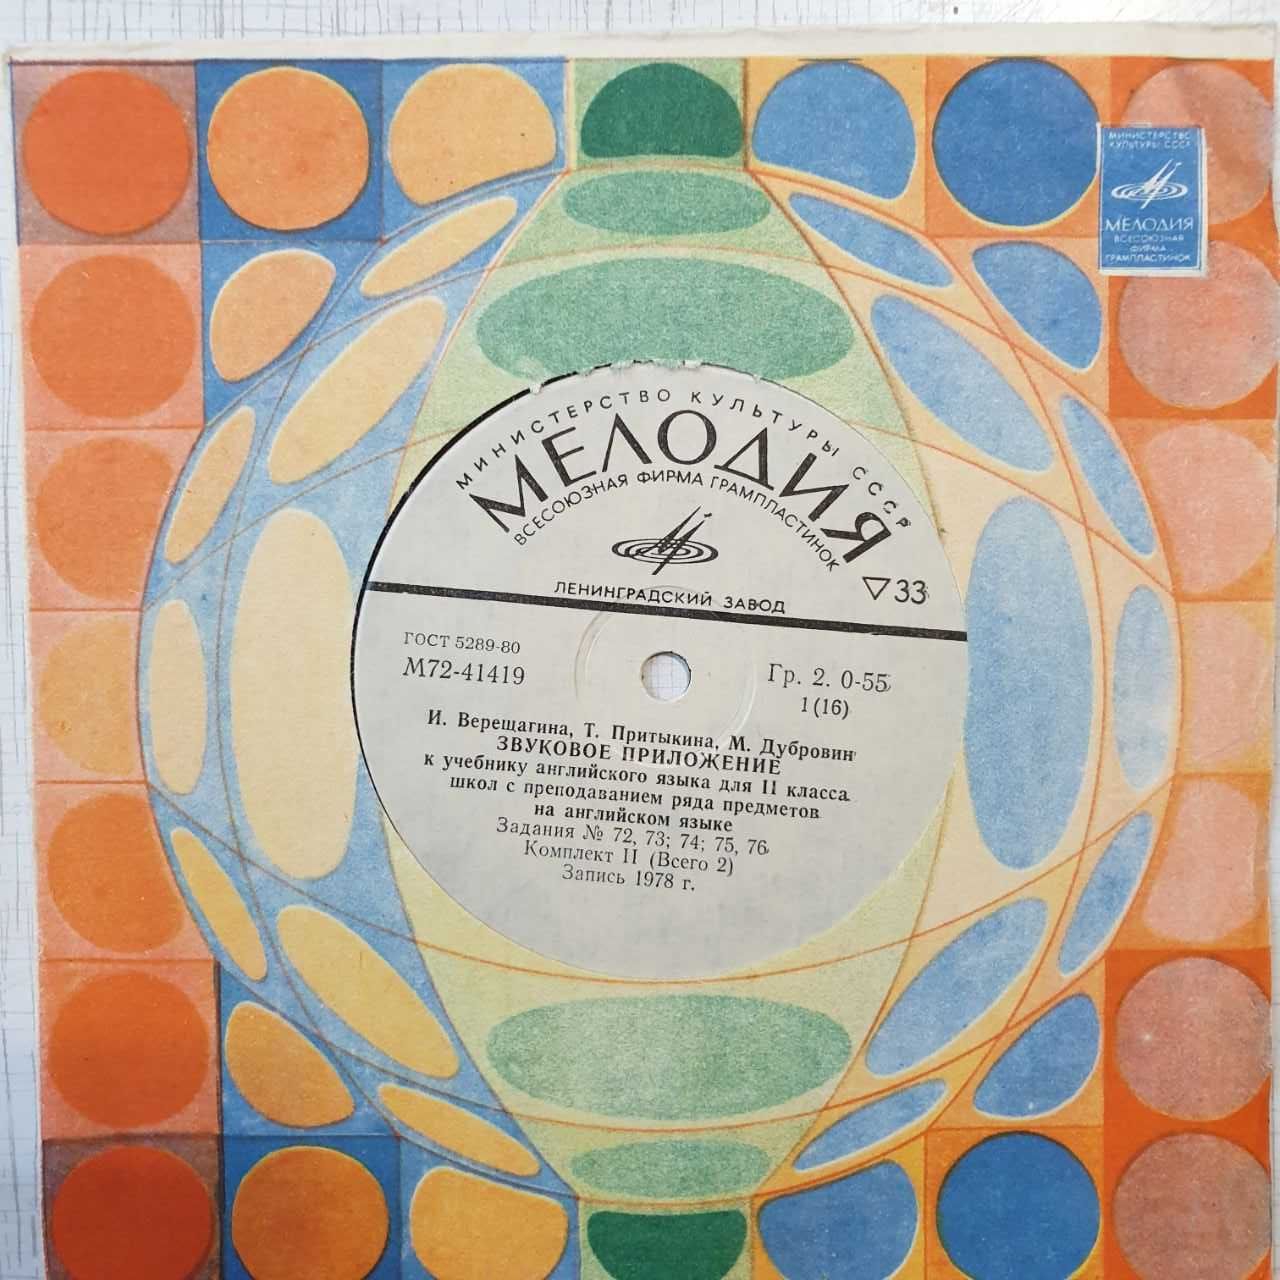 МИНИСТЕРСТВО
КУЛЬТУРЫ СССР
МЕЛОДИЯ
ВСЕСОЮЗНАЯ
ФИРМА
ГРАМПЛАСТИНОК
МИНИСТЕРСТВО КУЛЬТУРЫ СССР
МЕЛОДИЯ
ВСЕСОЮЗНАЯ ФИРМА ГРАМПЛАСТИНОК
▽33
ЛЕНИНГРАДСКИЙ ЗАВОД
ГОСТ 5289-80
М72-41419
Гр. 2. 0-55
1 (16)
И. Верещагина, Т. Притыкина, М. Дубровин
ЗВУКОВОЕ ПРИЛОЖЕНИЕ
к учебнику английского языка для II класса
школ с преподаванием ряда предметов
на английском языке
Задания № 72, 73; 74; 75, 76
Комплект II (Всего 2)
Запись 1978 г.